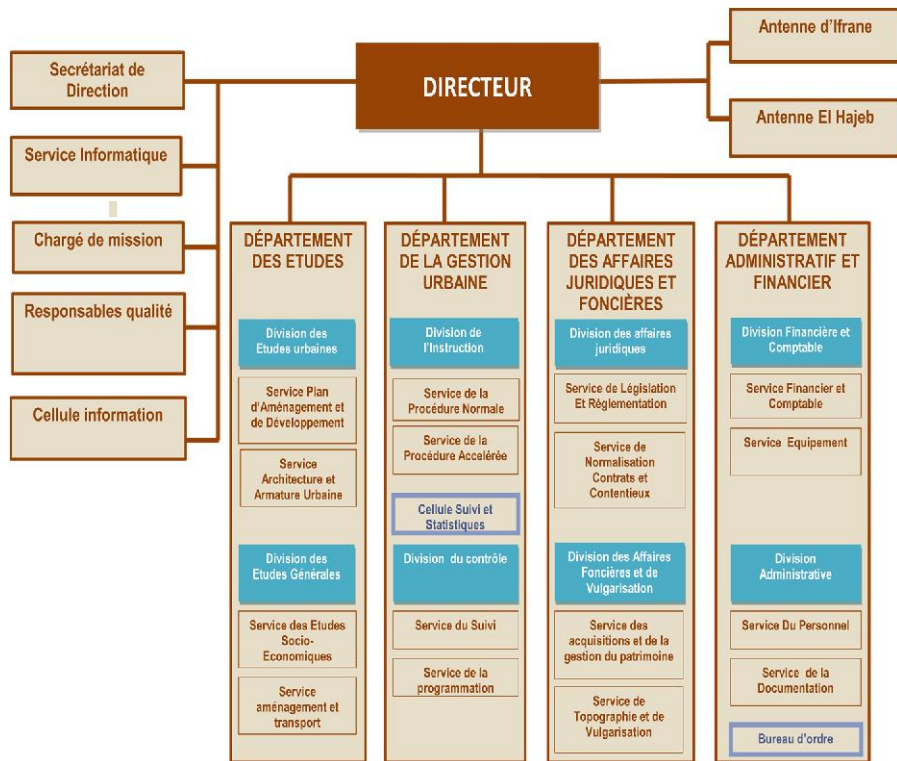 DIRECTEUR
Secrétariat de
Direction
Service Informatique
Chargé de mission
Responsables qualité
Cellule information
Antenne d'Ifrane
Antenne El Hajeb
DÉPARTEMENT
DES ETUDES
Division des
Etudes urbaines
Service Plan
d'Aménagement et
de Développement
Service
Architecture et
Armature Urbaine
Division des
Etudes Générales
Service des Etudes
Socio-
Economiques
Service
aménagement et
transport
DÉPARTEMENT
DE LA GESTION
URBAINE
Division de
l'Instruction
Service de la
Procédure Normale
Service de la
Procédure Accelérée
Cellule Suivi et
Statistiques
Division du contrôle
Service du Suivi
Service de la
programmation
DÉPARTEMENT
DES AFFAIRES
JURIDIQUES ET
FONCIÈRES
Division des affaires
juridiques
Service de Législation
Et Réglementation
Service de
Normalisation
Contrats et
Contentieux
Division des Affaires
Foncières et de
Vulgarisation
Service des
acquisitions et de la
gestion du patrimoine
Service de
Topographie et de
Vulgarisation
DÉPARTEMENT
ADMINISTRATIF ET
FINANCIER
Division Financière et
Comptable
Service Financier et
Comptable
Service Equipement
Division
Administrative
Service Du Personnel
Service de la
Documentation
Bureau d'ordre